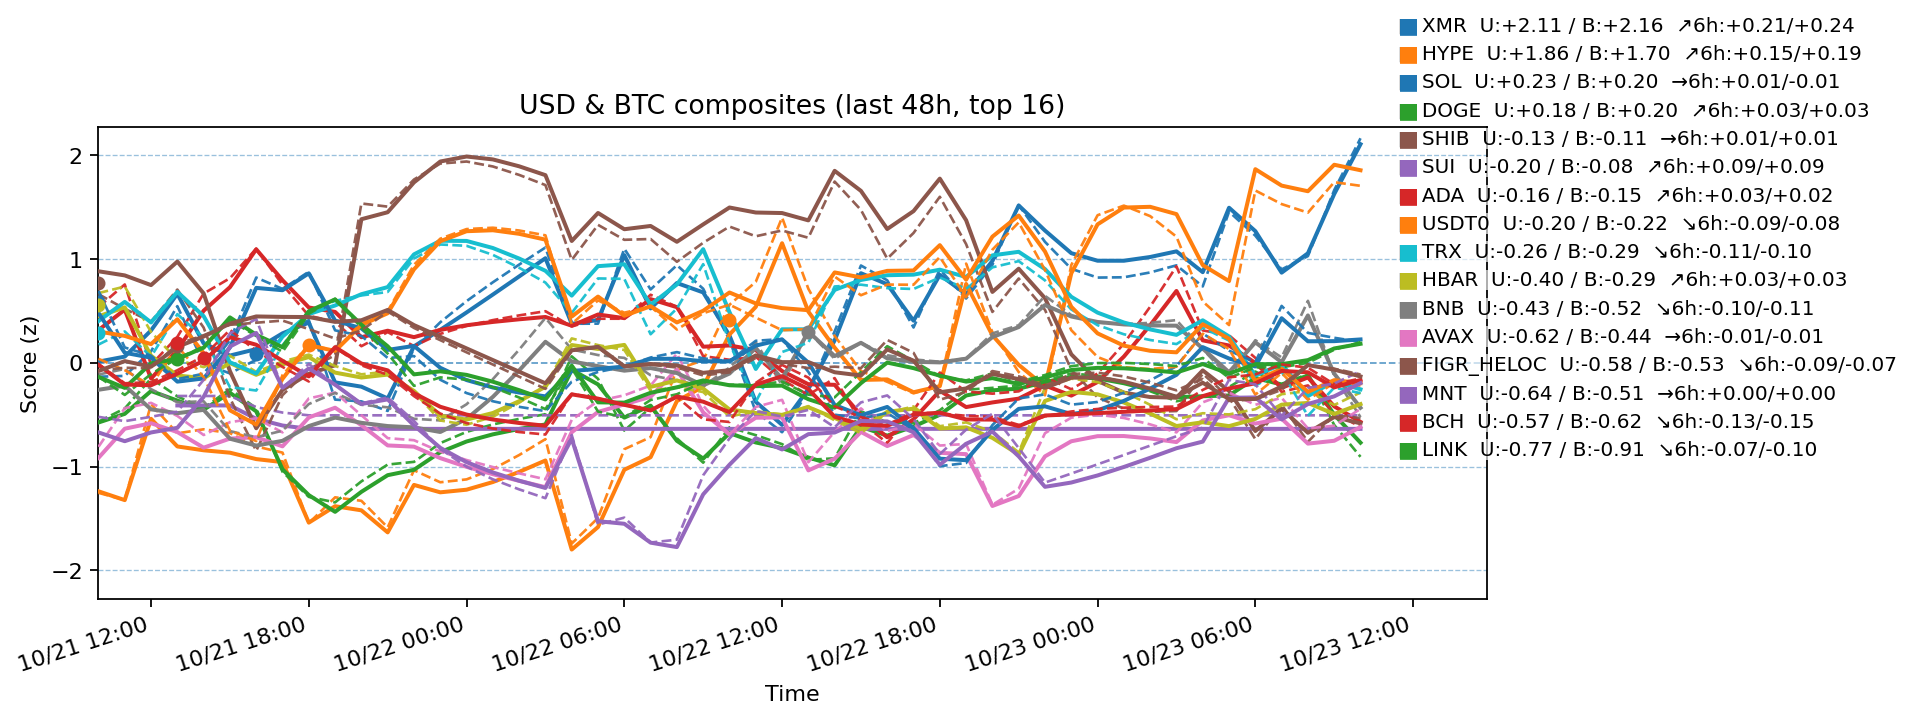 XMR U:+2.11 / B:+2.16 ↗6h:+0.21/+0.24
HYPE U:+1.86 / B:+1.70 ↗6h:+0.15/+0.19
SOL U:+0.23 / B:+0.20 →6h:+0.01/-0.01
DOGE U:+0.18 / B:+0.20 ↗6h:+0.03/+0.03
SHIB U:-0.13 / B:-0.11 →6h:+0.01/+0.01
SUI U:-0.20 / B:-0.08 ↗6h:+0.09/+0.09
ADA U:-0.16 / B:-0.15 ↗6h:+0.03/+0.02
USDT0 U:-0.20 / B:-0.22 ↘6h:-0.09/-0.08
TRX U:-0.26 / B:-0.29 ↘6h:-0.11/-0.10
HBAR U:-0.40 / B:-0.29 ↗6h:+0.03/+0.03
BNB U:-0.43 / B:-0.52 ↘6h:-0.10/-0.11
AVAX U:-0.62 / B:-0.44 →6h:-0.01/-0.01
FIGR_HELOC U:-0.58 / B:-0.53 ↘6h:-0.09/-0.07
MNT U:-0.64 / B:-0.51 →6h:+0.00/+0.00
BCH U:-0.57 / B:-0.62 ↘6h:-0.13/-0.15
LINK U:-0.77 / B:-0.91 ↘6h:-0.07/-0.10
USD & BTC composites (last 48h, top 16)
Score (z)
2
1
0
−1
−2
10/21 12:00
10/21 18:00
10/22 00:00
10/22 06:00
10/22 12:00
10/22 18:00
10/23 00:00
10/23 06:00
10/23 12:00
Time